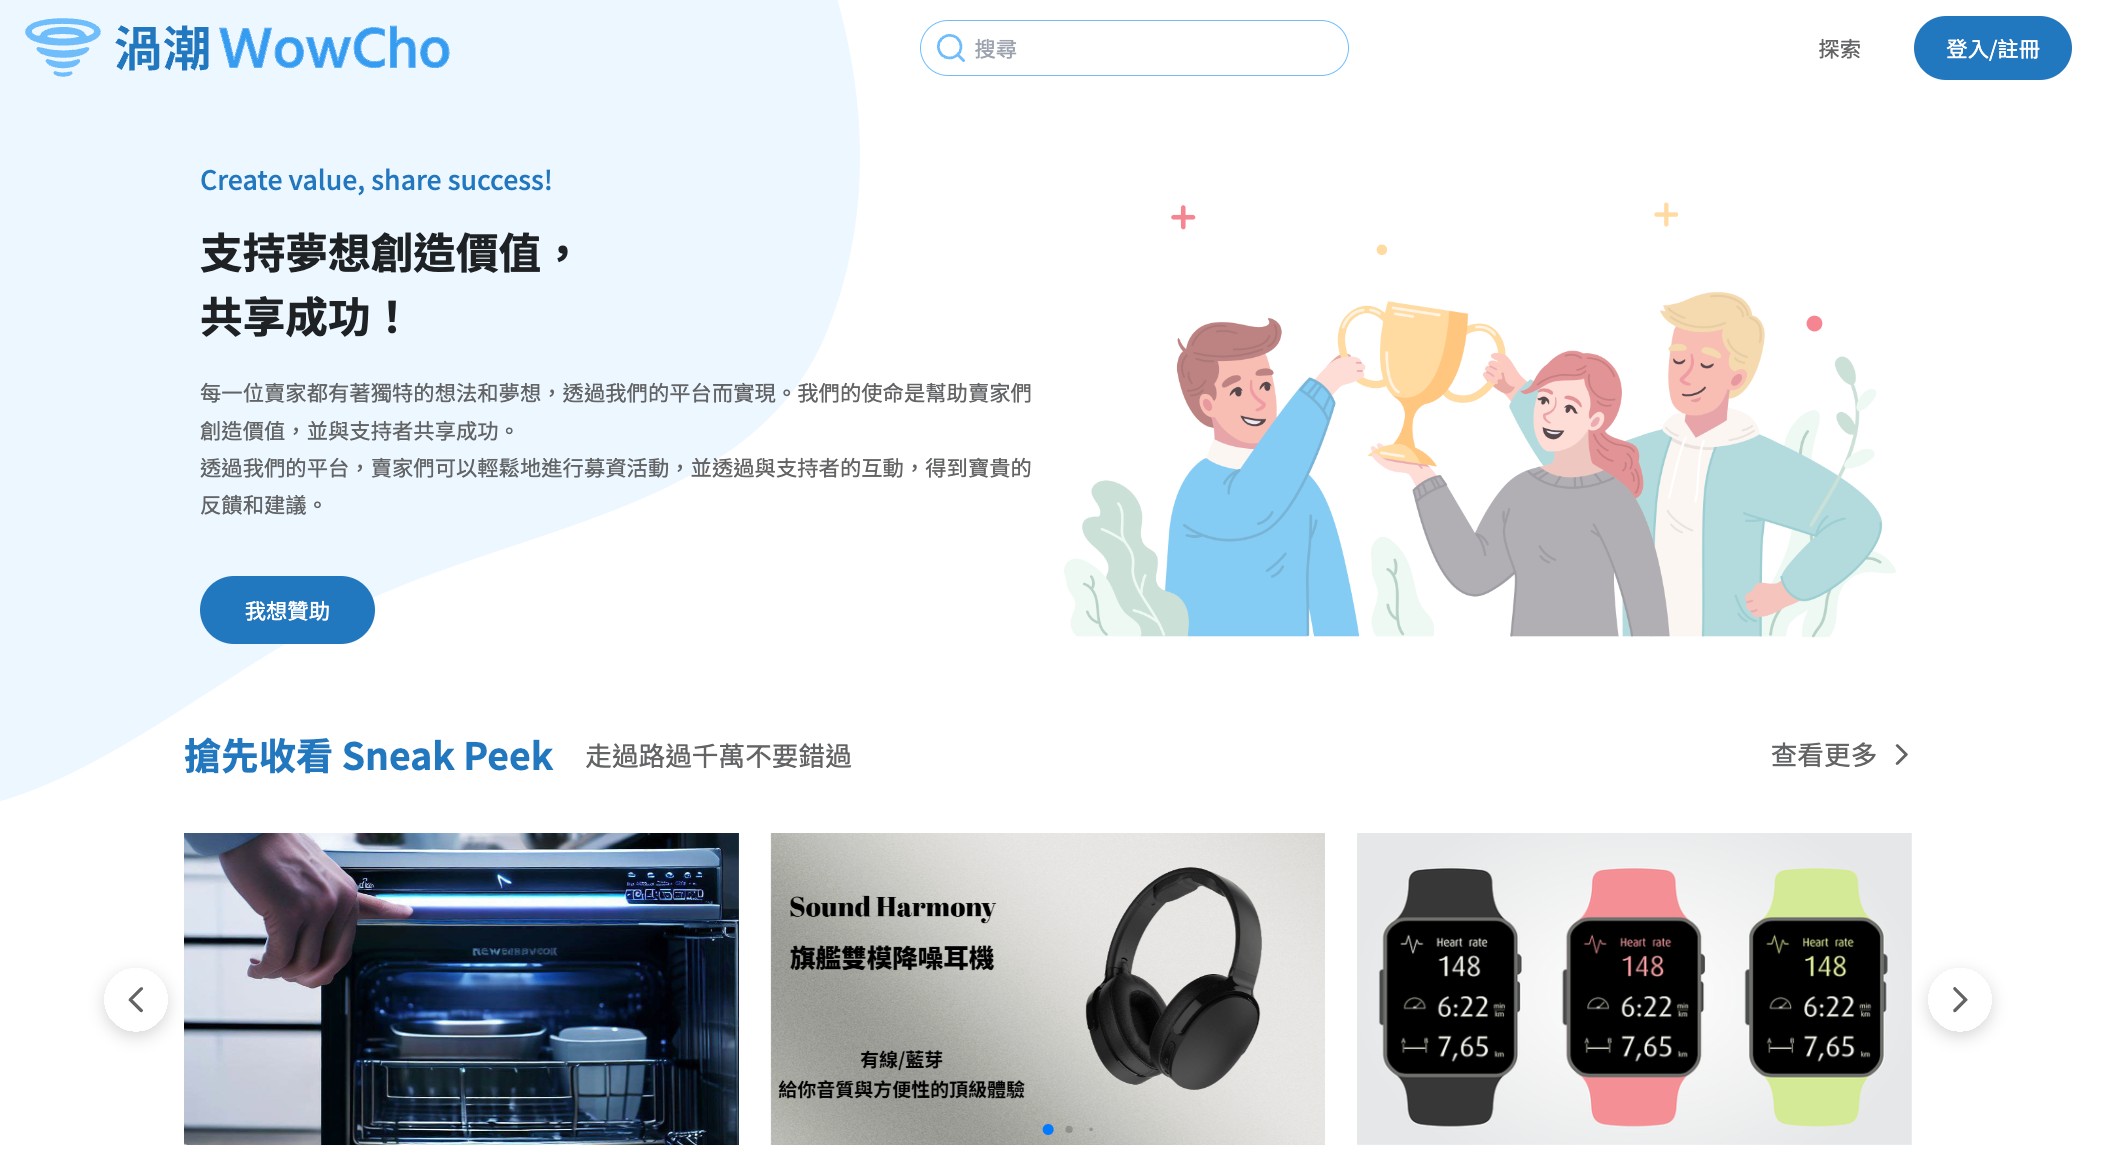 渦潮 WowCho
搜尋
探索
登入/註冊
Create value, share success!
支持夢想創造價值，
共享成功！
每一位賣家都有著獨特的想法和夢想，透過我們的平台而實現。我們的使命是幫助賣家們
創造價值，並與支持者共享成功。
透過我們的平台，賣家們可以輕鬆地進行募資活動，並透過與支持者的互動，得到寶貴的
反饋和建議。
我想贊助
搶先收看 Sneak Peek
走過路過千萬不要錯過
查看更多
Sound Harmony
旗艦雙模降噪耳機
有線/藍芽
給你音質與方便性的頂級體驗
Heart rate
148
6:22 min km
A B 7,65 km
Heart rate
148
6:22 min km
A B 7,65 km
Heart rate
148
6:22 min km
A B 7,65 km